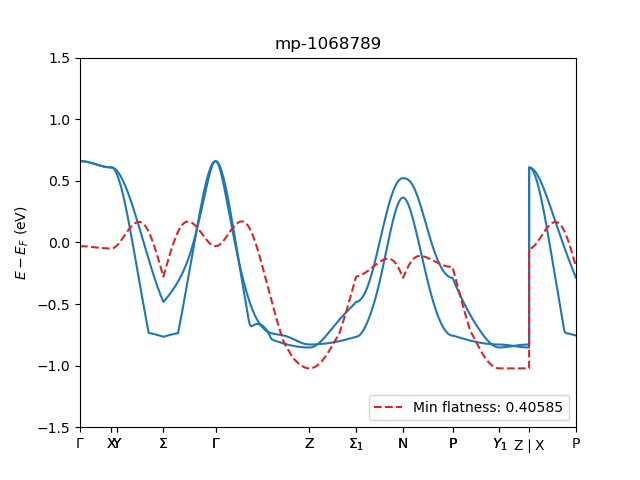 mp-1068789
E − E_F (eV)
1.5
1.0
0.5
0.0
−0.5
−1.0
−1.5
Min flatness: 0.40585
Γ X Y Σ Γ Z Σ₁ N P Y₁ Z | X P